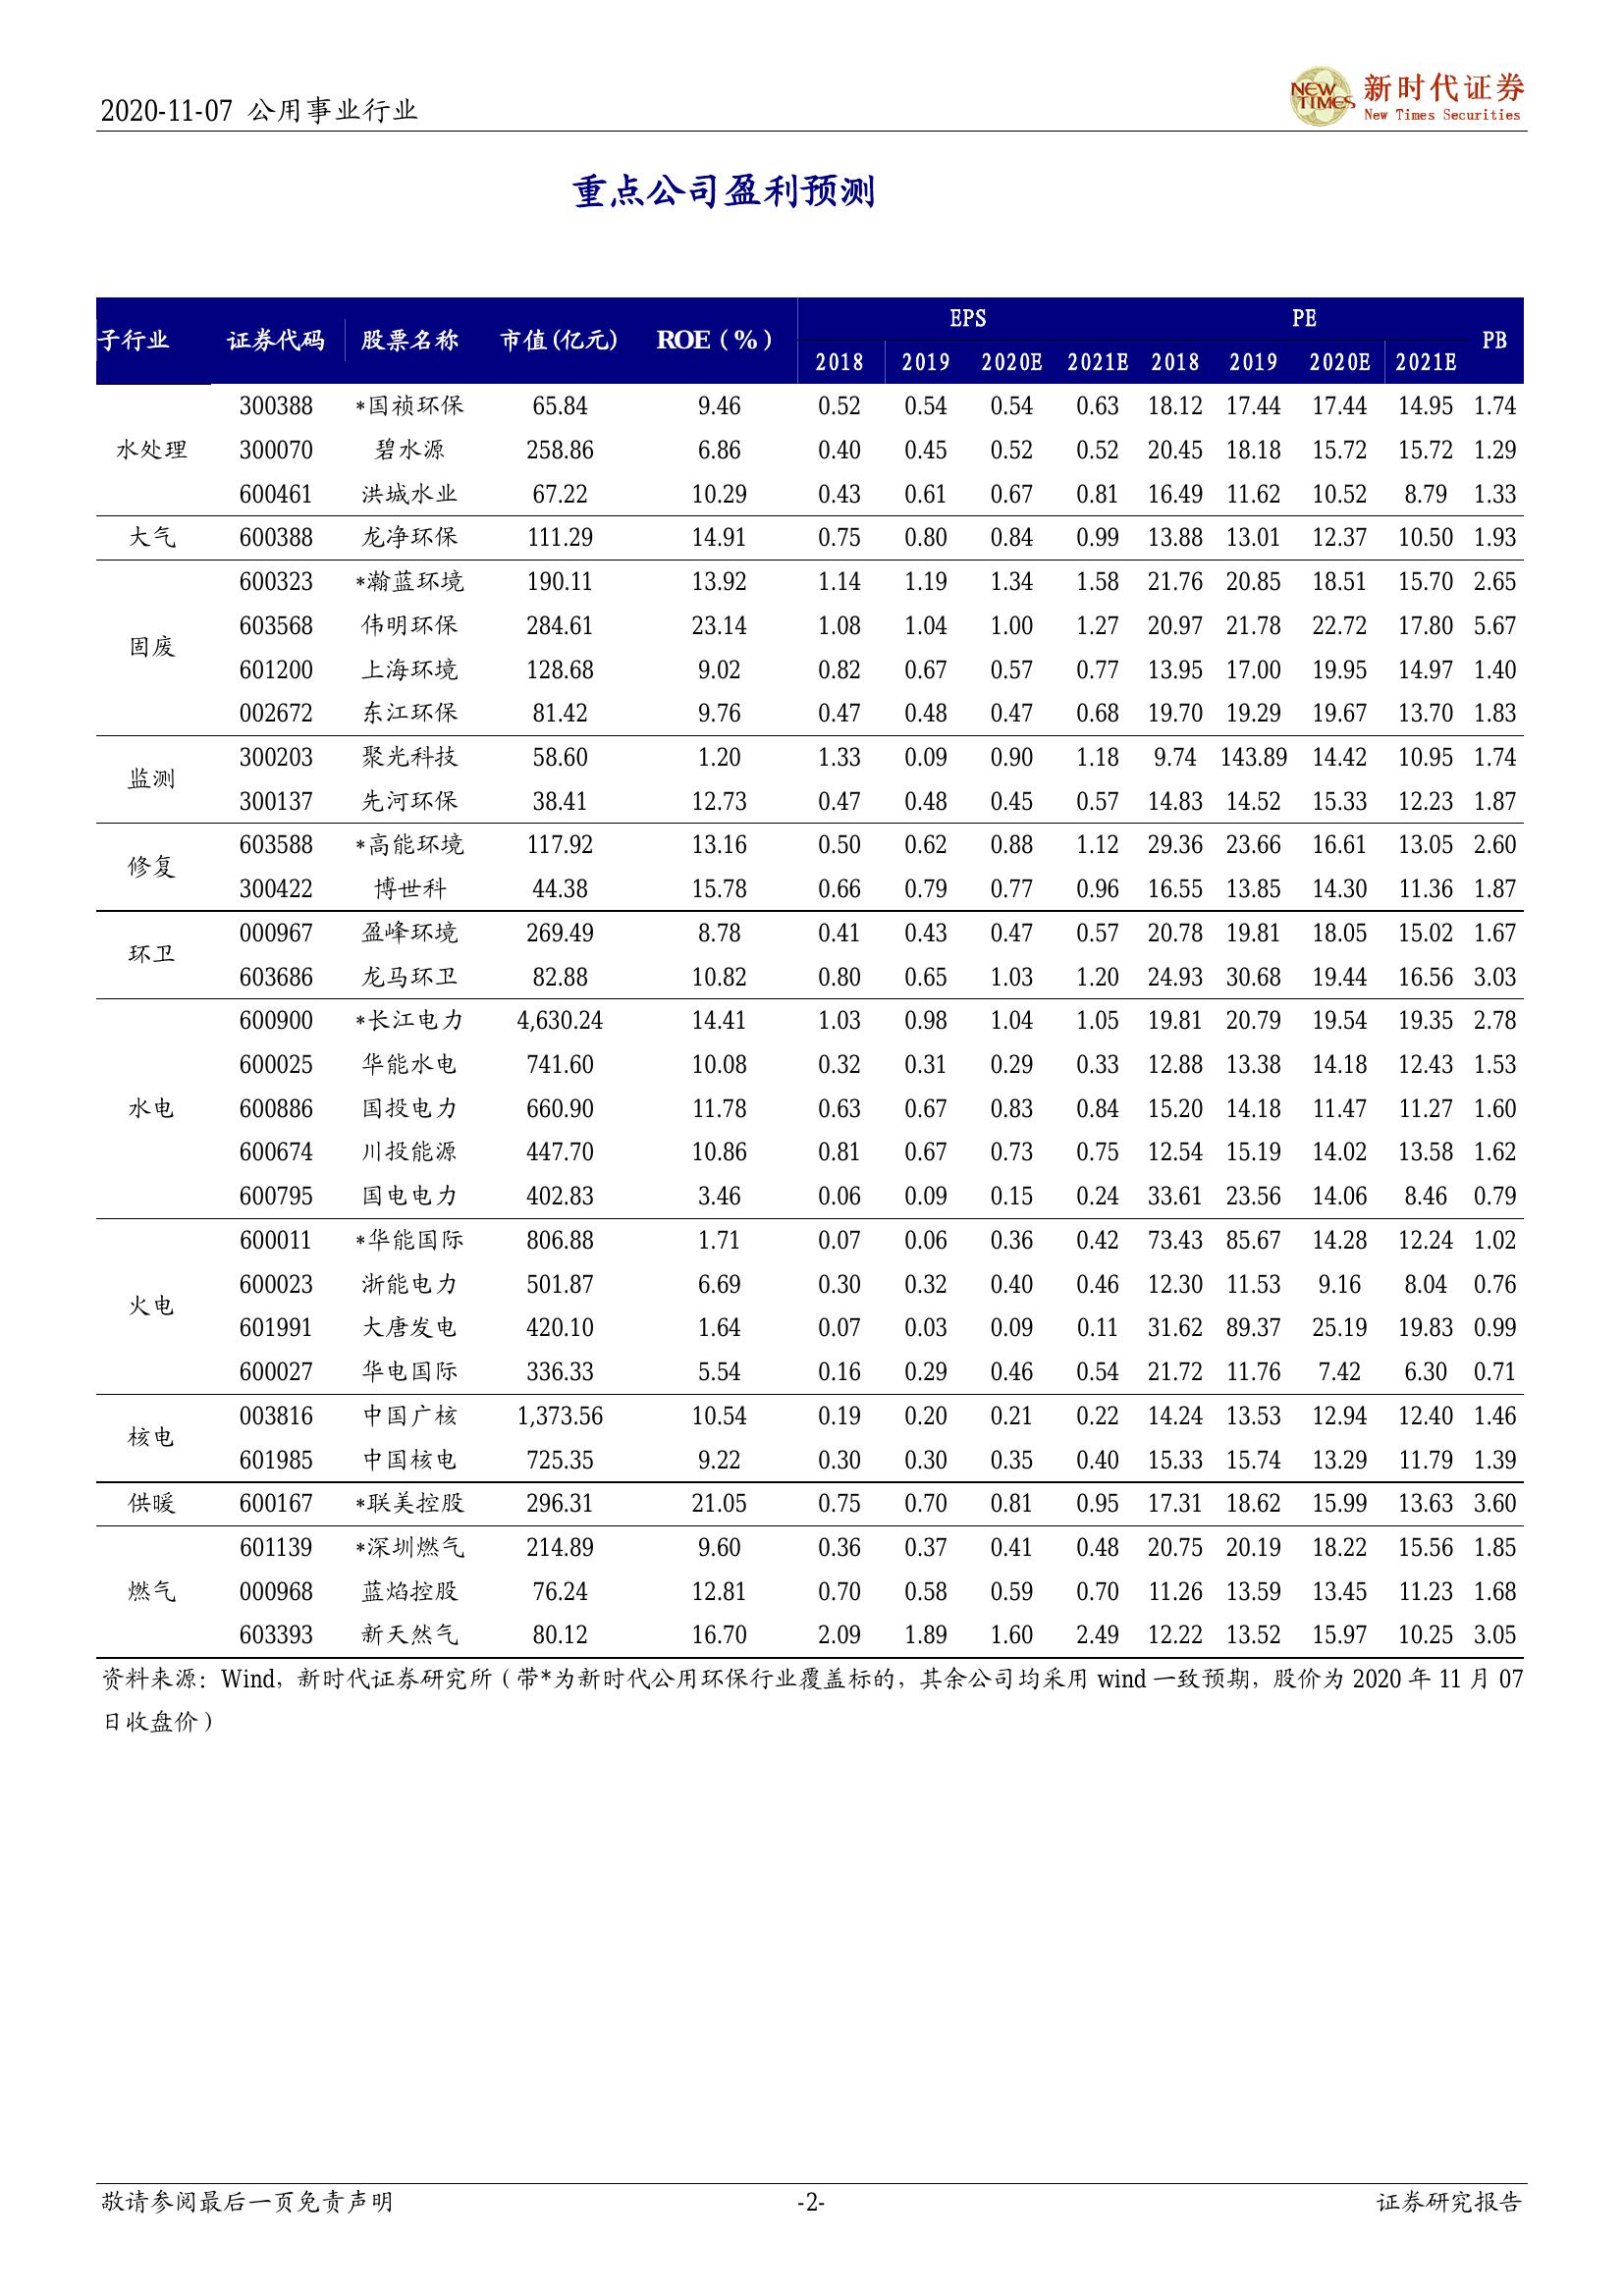 2020-11-07 公用事业行业
NEW TIMES 新时代证券
New Times Securities
重点公司盈利预测
子行业 证券代码 股票名称 市值(亿元) ROE（%） EPS PE PB
2018 2019 2020E 2021E 2018 2019 2020E 2021E
水处理 300388 *国祯环保 65.84 9.46 0.52 0.54 0.54 0.63 18.12 17.44 17.44 14.95 1.74
300070 碧水源 258.86 6.86 0.40 0.45 0.52 0.52 20.45 18.18 15.72 15.72 1.29
600461 洪城水业 67.22 10.29 0.43 0.61 0.67 0.81 16.49 11.62 10.52 8.79 1.33
大气 600388 龙净环保 111.29 14.91 0.75 0.80 0.84 0.99 13.88 13.01 12.37 10.50 1.93
固废 600323 *瀚蓝环境 190.11 13.92 1.14 1.19 1.34 1.58 21.76 20.85 18.51 15.70 2.65
603568 伟明环保 284.61 23.14 1.08 1.04 1.00 1.27 20.97 21.78 22.72 17.80 5.67
601200 上海环境 128.68 9.02 0.82 0.67 0.57 0.77 13.95 17.00 19.95 14.97 1.40
002672 东江环保 81.42 9.76 0.47 0.48 0.47 0.68 19.70 19.29 19.67 13.70 1.83
监测 300203 聚光科技 58.60 1.20 1.33 0.09 0.90 1.18 9.74 143.89 14.42 10.95 1.74
300137 先河环保 38.41 12.73 0.47 0.48 0.45 0.57 14.83 14.52 15.33 12.23 1.87
修复 603588 *高能环境 117.92 13.16 0.50 0.62 0.88 1.12 29.36 23.66 16.61 13.05 2.60
300422 博世科 44.38 15.78 0.66 0.79 0.77 0.96 16.55 13.85 14.30 11.36 1.87
环卫 000967 盈峰环境 269.49 8.78 0.41 0.43 0.47 0.57 20.78 19.81 18.05 15.02 1.67
603686 龙马环卫 82.88 10.82 0.80 0.65 1.03 1.20 24.93 30.68 19.44 16.56 3.03
水电 600900 *长江电力 4,630.24 14.41 1.03 0.98 1.04 1.05 19.81 20.79 19.54 19.35 2.78
600025 华能水电 741.60 10.08 0.32 0.31 0.29 0.33 12.88 13.38 14.18 12.43 1.53
600886 国投电力 660.90 11.78 0.63 0.67 0.83 0.84 15.20 14.18 11.47 11.27 1.60
600674 川投能源 447.70 10.86 0.81 0.67 0.73 0.75 12.54 15.19 14.02 13.58 1.62
600795 国电电力 402.83 3.46 0.06 0.09 0.15 0.24 33.61 23.56 14.06 8.46 0.79
火电 600011 *华能国际 806.88 1.71 0.07 0.06 0.36 0.42 73.43 85.67 14.28 12.24 1.02
600023 浙能电力 501.87 6.69 0.30 0.32 0.40 0.46 12.30 11.53 9.16 8.04 0.76
601991 大唐发电 420.10 1.64 0.07 0.03 0.09 0.11 31.62 89.37 25.19 19.83 0.99
600027 华电国际 336.33 5.54 0.16 0.29 0.46 0.54 21.72 11.76 7.42 6.30 0.71
核电 003816 中国广核 1,373.56 10.54 0.19 0.20 0.21 0.22 14.24 13.53 12.94 12.40 1.46
601985 中国核电 725.35 9.22 0.30 0.30 0.35 0.40 15.33 15.74 13.29 11.79 1.39
供暖 600167 *联美控股 296.31 21.05 0.75 0.70 0.81 0.95 17.31 18.62 15.99 13.63 3.60
燃气 601139 *深圳燃气 214.89 9.60 0.36 0.37 0.41 0.48 20.75 20.19 18.22 15.56 1.85
000968 蓝焰控股 76.24 12.81 0.70 0.58 0.59 0.70 11.26 13.59 13.45 11.23 1.68
603393 新天然气 80.12 16.70 2.09 1.89 1.60 2.49 12.22 13.52 15.97 10.25 3.05
资料来源：Wind，新时代证券研究所（带*为新时代公用环保行业覆盖标的，其余公司均采用 wind 一致预期，股价为 2020 年 11 月 07
日收盘价）
敬请参阅最后一页免责声明 -2- 证券研究报告